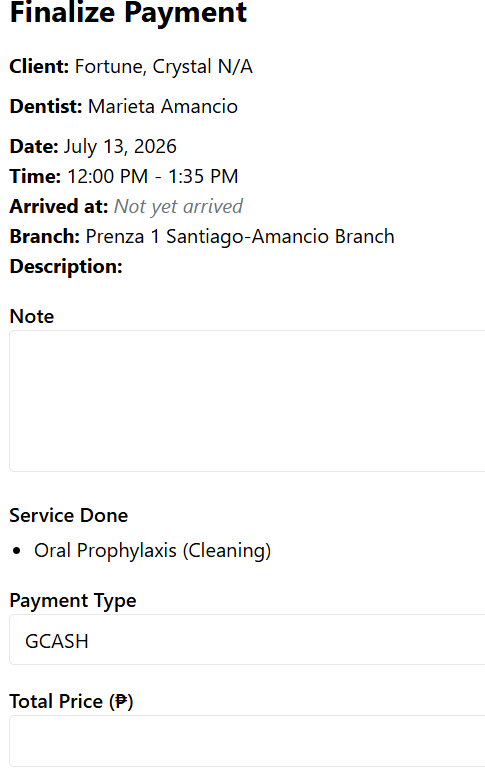 Finalize Payment
Client: Fortune, Crystal N/A
Dentist: Marieta Amancio
Date: July 13, 2026
Time: 12:00 PM - 1:35 PM
Arrived at: Not yet arrived
Branch: Prenza 1 Santiago-Amancio Branch
Description:
Note
Service Done
• Oral Prophylaxis (Cleaning)
Payment Type
GCASH
Total Price (₱)